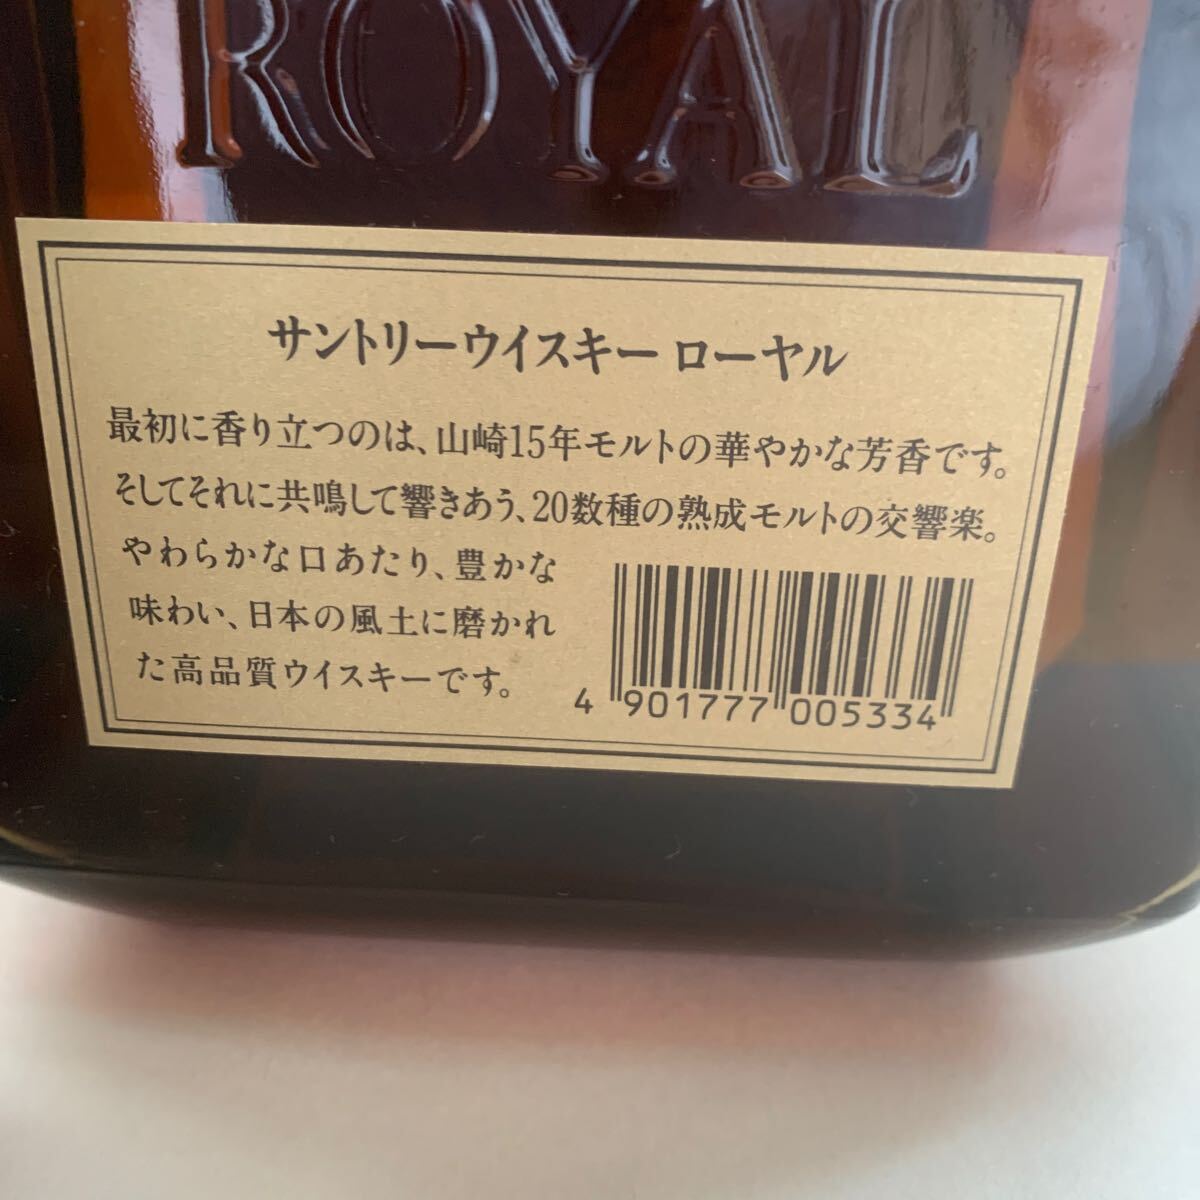 ROYAL
サントリーウイスキー ローヤル
最初に香り立つのは、山崎15年モルトの華やかな芳香です。
そしてそれに共鳴して響きあう、20数種の熟成モルトの交響楽。
やわらかな口あたり、豊かな
味わい、日本の風土に磨かれ
た高品質ウイスキーです。
4 901777 005334